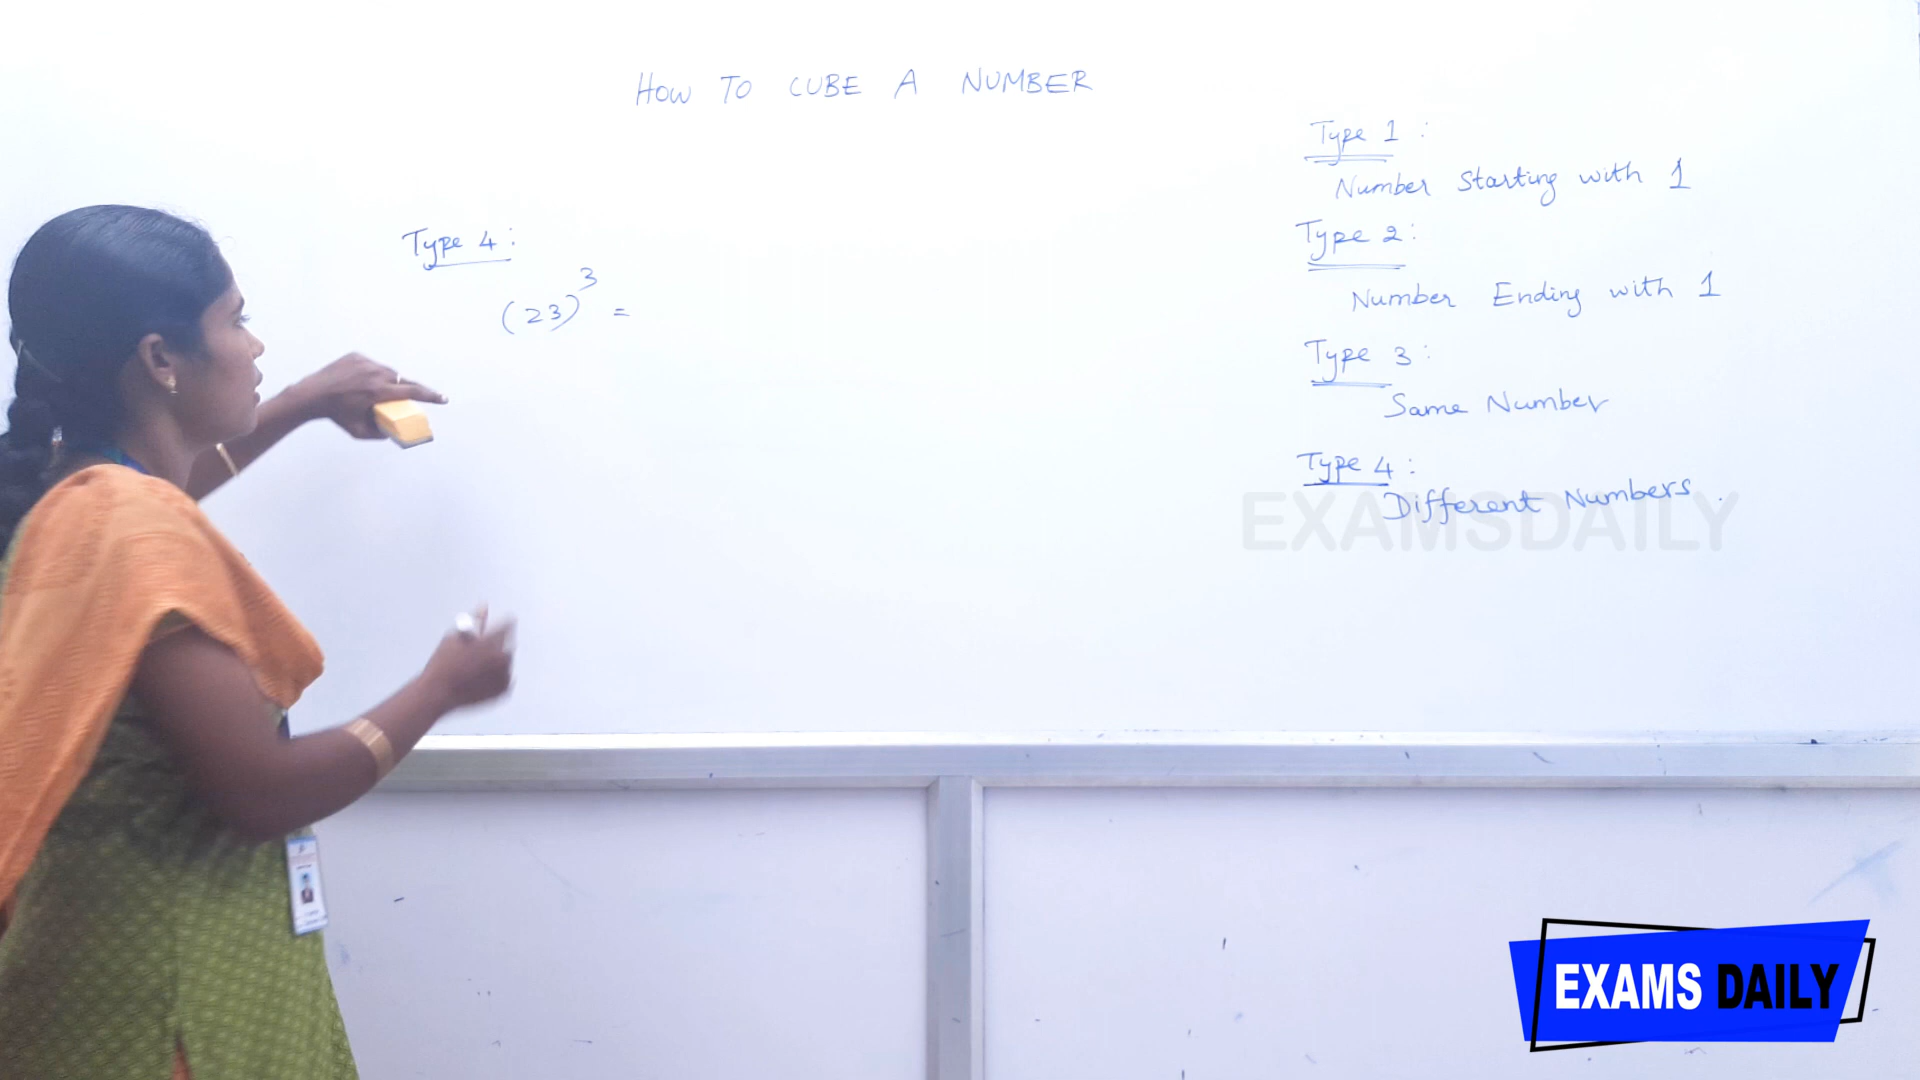 HOW TO CUBE A NUMBER
Type 4:
(23)³ =
Type 1:
Number Starting with 1
Type 2:
Number Ending with 1
Type 3:
Same Number
Type 4:
Different Numbers.
EXAMSDAILY
EXAMS DAILY